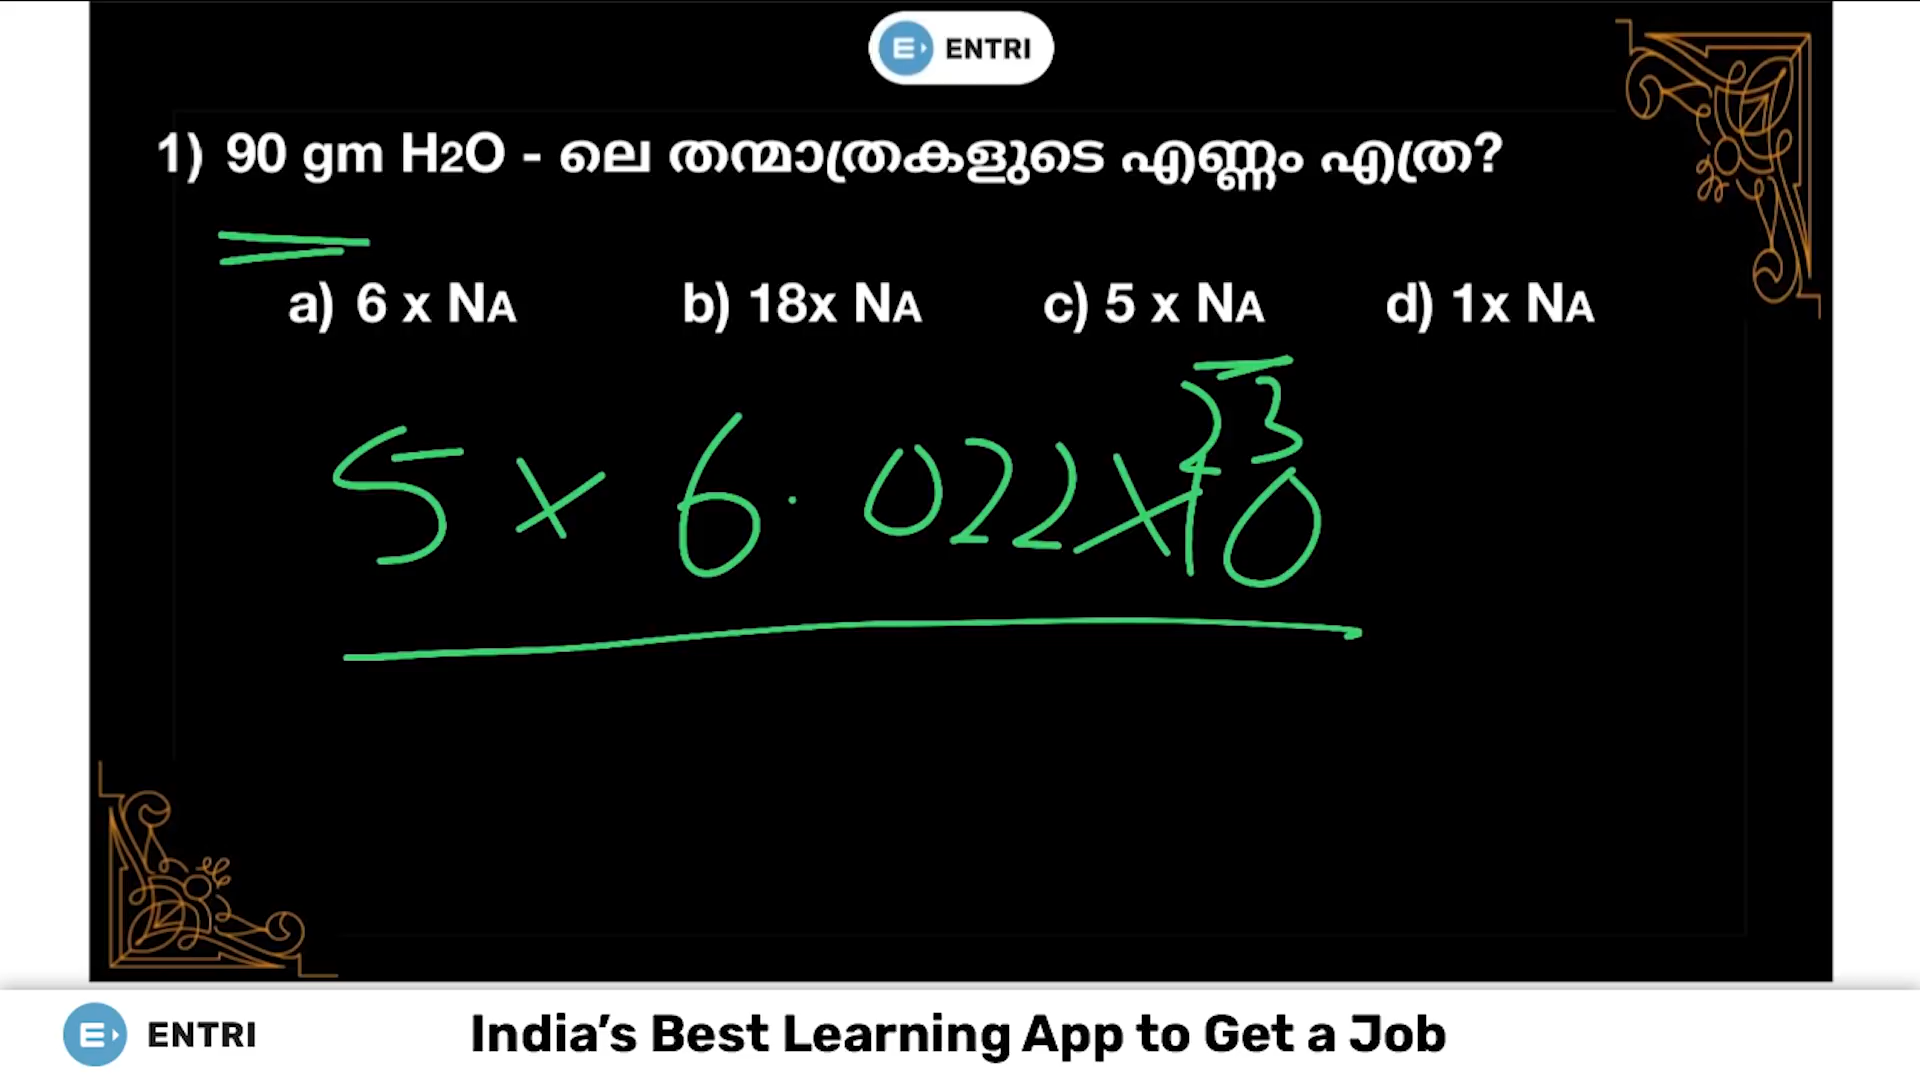 ENTRI
1) 90 gm H2O - ലെ തന്മാത്രകളുടെ എണ്ണം എത്ര?
a) 6 x NA b) 18x NA c) 5 x NA d) 1x NA
5 x 6.022x10²³
ENTRI India's Best Learning App to Get a Job